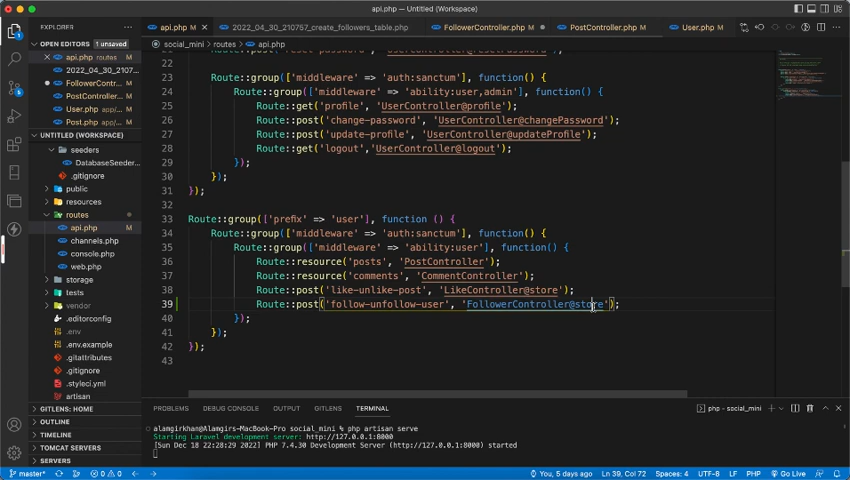 api.php — Untitled (Workspace)
EXPLORER
api.php
2022_04_30_210757_create_followers_table.php
FollowerController.php
PostController.php
User.php
OPEN EDITORS 1 unsaved
api.php routes
2022_04_30_2107...
FollowerContr...
PostController...
User.php app/...
Post.php app/...
UNTITLED (WORKSPACE)
seeders
DatabaseSeeder...
.gitignore
public
resources
routes
api.php
channels.php
console.php
web.php
storage
tests
vendor
.editorconfig
.env
.env.example
.gitattributes
.gitignore
.styleci.yml
artisan
GITLENS: HOME
OUTLINE
TIMELINE
TOMCAT SERVERS
SERVERS
social_mini > routes > api.php
22
23 Route::group(['middleware' => 'auth:sanctum'], function() {
24 Route::group(['middleware' => 'ability:user,admin'], function() {
25 Route::get('profile', 'UserController@profile');
26 Route::post('change-password', 'UserController@changePassword');
27 Route::post('update-profile', 'UserController@updateProfile');
28 Route::get('logout','UserController@logout');
29 });
30 });
31 });
32
33 Route::group(['prefix' => 'user'], function () {
34 Route::group(['middleware' => 'auth:sanctum'], function() {
35 Route::group(['middleware' => 'ability:user'], function() {
36 Route::resource('posts', 'PostController');
37 Route::resource('comments', 'CommentController');
38 Route::post('like-unlike-post', 'LikeController@store');
39 Route::post('follow-unfollow-user', 'FollowerController@store');
40 });
41 });
42 });
43
PROBLEMS DEBUG CONSOLE OUTPUT GITLENS TERMINAL
php - social_mini
alamgirkhan@Alamgirs-MacBook-Pro social_mini % php artisan serve
Starting Laravel development server: http://127.0.0.1:8000
[Sun Dec 18 22:28:29 2022] PHP 7.4.30 Development Server (http://127.0.0.1:8000) started
master* 0 0 You, 5 days ago Ln 39, Col 72 Spaces: 4 UTF-8 LF PHP Go Live